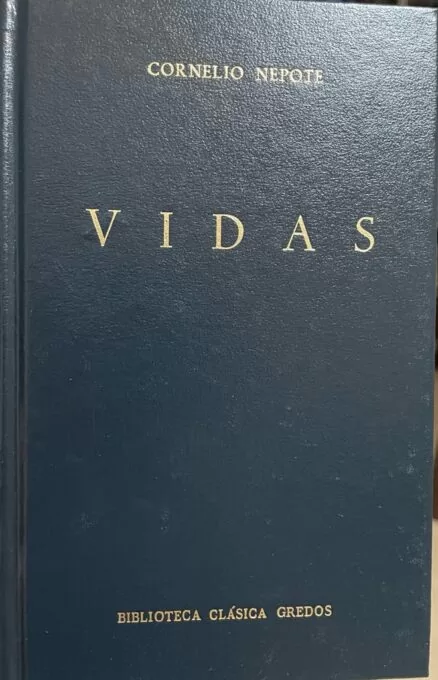 CORNELIO NEPOTE
VIDAS
BIBLIOTECA CLÁSICA GREDOS